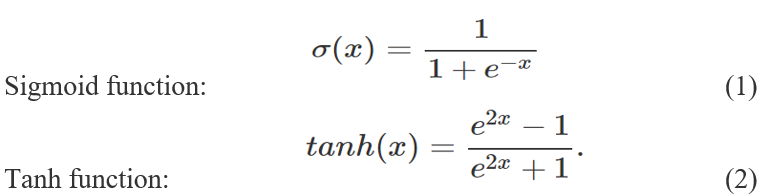 σ(x) = 1 / (1 + e^{-x})
Sigmoid function: (1)
tanh(x) = (e^{2x} − 1) / (e^{2x} + 1).
Tanh function: (2)